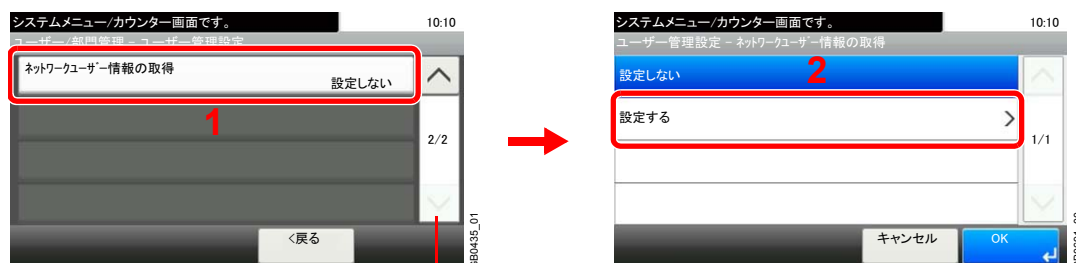 システムメニュー/カウンター画面です。
10:10
ユーザー/部門管理 - ユーザー管理設定
ネットワークユーザー情報の取得
設定しない
1
2/2
<戻る
GB0435_01
システムメニュー/カウンター画面です。
10:10
ユーザー管理設定 - ネットワークユーザー情報の取得
設定しない
2
設定する
1/1
キャンセル
OK